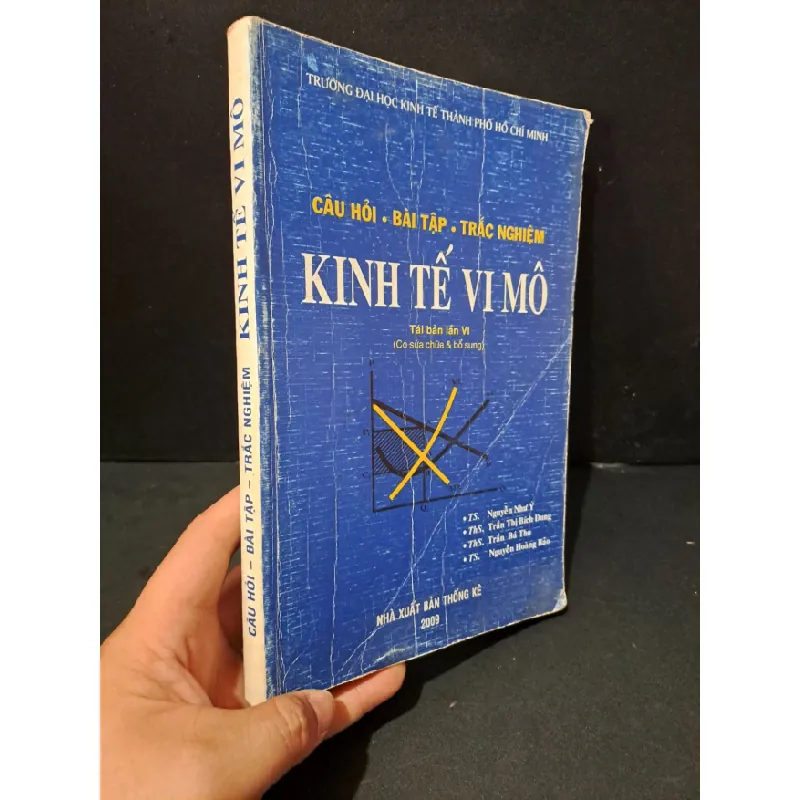 TRƯỜNG ĐẠI HỌC KINH TẾ THÀNH PHỐ HỒ CHÍ MINH
CÂU HỎI • BÀI TẬP • TRẮC NGHIỆM
KINH TẾ VI MÔ
Tái bản lần VI
(Có sửa chữa & bổ sung)
• TS. Nguyễn Như Ý
• ThS. Trần Thị Bích Dung
• ThS. Trần Bá Thọ
• TS. Nguyễn Hoàng Bảo
NHÀ XUẤT BẢN THỐNG KÊ
2009
CÂU HỎI – BÀI TẬP – TRẮC NGHIỆM KINH TẾ VI MÔ